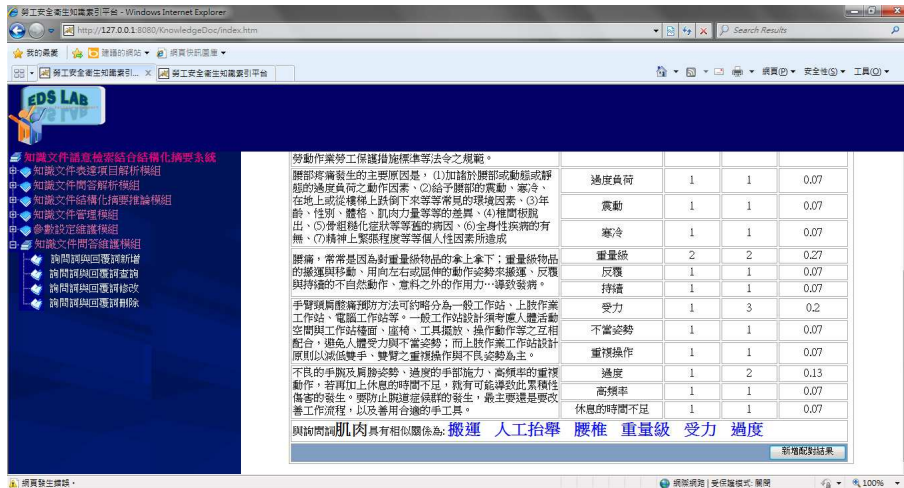 勞工安全衛生知識索引平台 - Windows Internet Explorer
http://127.0.0.1:8080/KnowledgeDoc/index.htm
Search Results
我的最愛 建議的網站 網頁快訊圖庫
勞工安全衛生知識索引... 勞工安全衛生知識索引平台
網頁(P) 安全性(S) 工具(O)
EDS LAB
知識文件語意檢索結合結構化摘要系統
知識文件表達項目解析模組
知識文件問答解析模組
知識文件結構化摘要推論模組
知識文件管理模組
參數設定維護模組
知識文件問答維護模組
詢問詞與回覆詞新增
詢問詞與回覆詞查詢
詢問詞與回覆詞修改
詢問詞與回覆詞刪除
勞動作業勞工保護措施標準等法令之規範。
腰部疼痛發生的主要原因是，(1)加諸於腰部或動態或靜
態的過度負荷之動作因素、(2)給予腰部的震動、寒冷、
在地上或從樓梯上跌倒下來等等常見的環境因素、(3)年
齡、性別、體格、肌肉力量等等的差異、(4)椎間板脫
出、(5)骨粗鬆化症狀等等舊的病因、(6)全身性疾病的有
無、(7)精神上緊張程度等等個人性因素所造成
過度負荷 1 1 0.07
震動 1 1 0.07
寒冷 1 1 0.07
腰痛，常常是因為對重量級物品的拿上拿下；重量級物品
的搬運與移動、用向左右或屈伸的動作姿勢來搬運、反覆
與持續的不自然動作、意料之外的作用力…導致發病。
重量級 2 2 0.27
反覆 1 1 0.07
持續 1 1 0.07
手臂頸肩酸痛預防方法可約略分為一般工作站、上肢作業
工作站、電腦工作站等。一般工作站設計須考慮人體活動
空間與工作站檯面、座椅、工具擺放、操作動作等之互相
配合，避免人體受力與不當姿勢；而上肢作業工作站設計
原則以減低雙手、雙臂之重複操作與不良姿勢為主。
受力 1 3 0.2
不當姿勢 1 1 0.07
重複操作 1 1 0.07
不良的手腕及肩膀姿勢、過度的手部施力、高頻率的重複
動作，若再加上休息的時間不足，就有可能導致此累積性
傷害的發生。要防止腕道症候群的發生，最主要還是要改
善工作流程，以及善用合適的手工具。
過度 1 2 0.13
高頻率 1 1 0.07
休息的時間不足 1 1 0.07
與詢問詞肌肉具有相似關係為: 搬運 人工抬舉 腰椎 重量級 受力 過度
新增配對結果
網頁發生錯誤。
網際網路 | 受保護模式: 關閉
100%